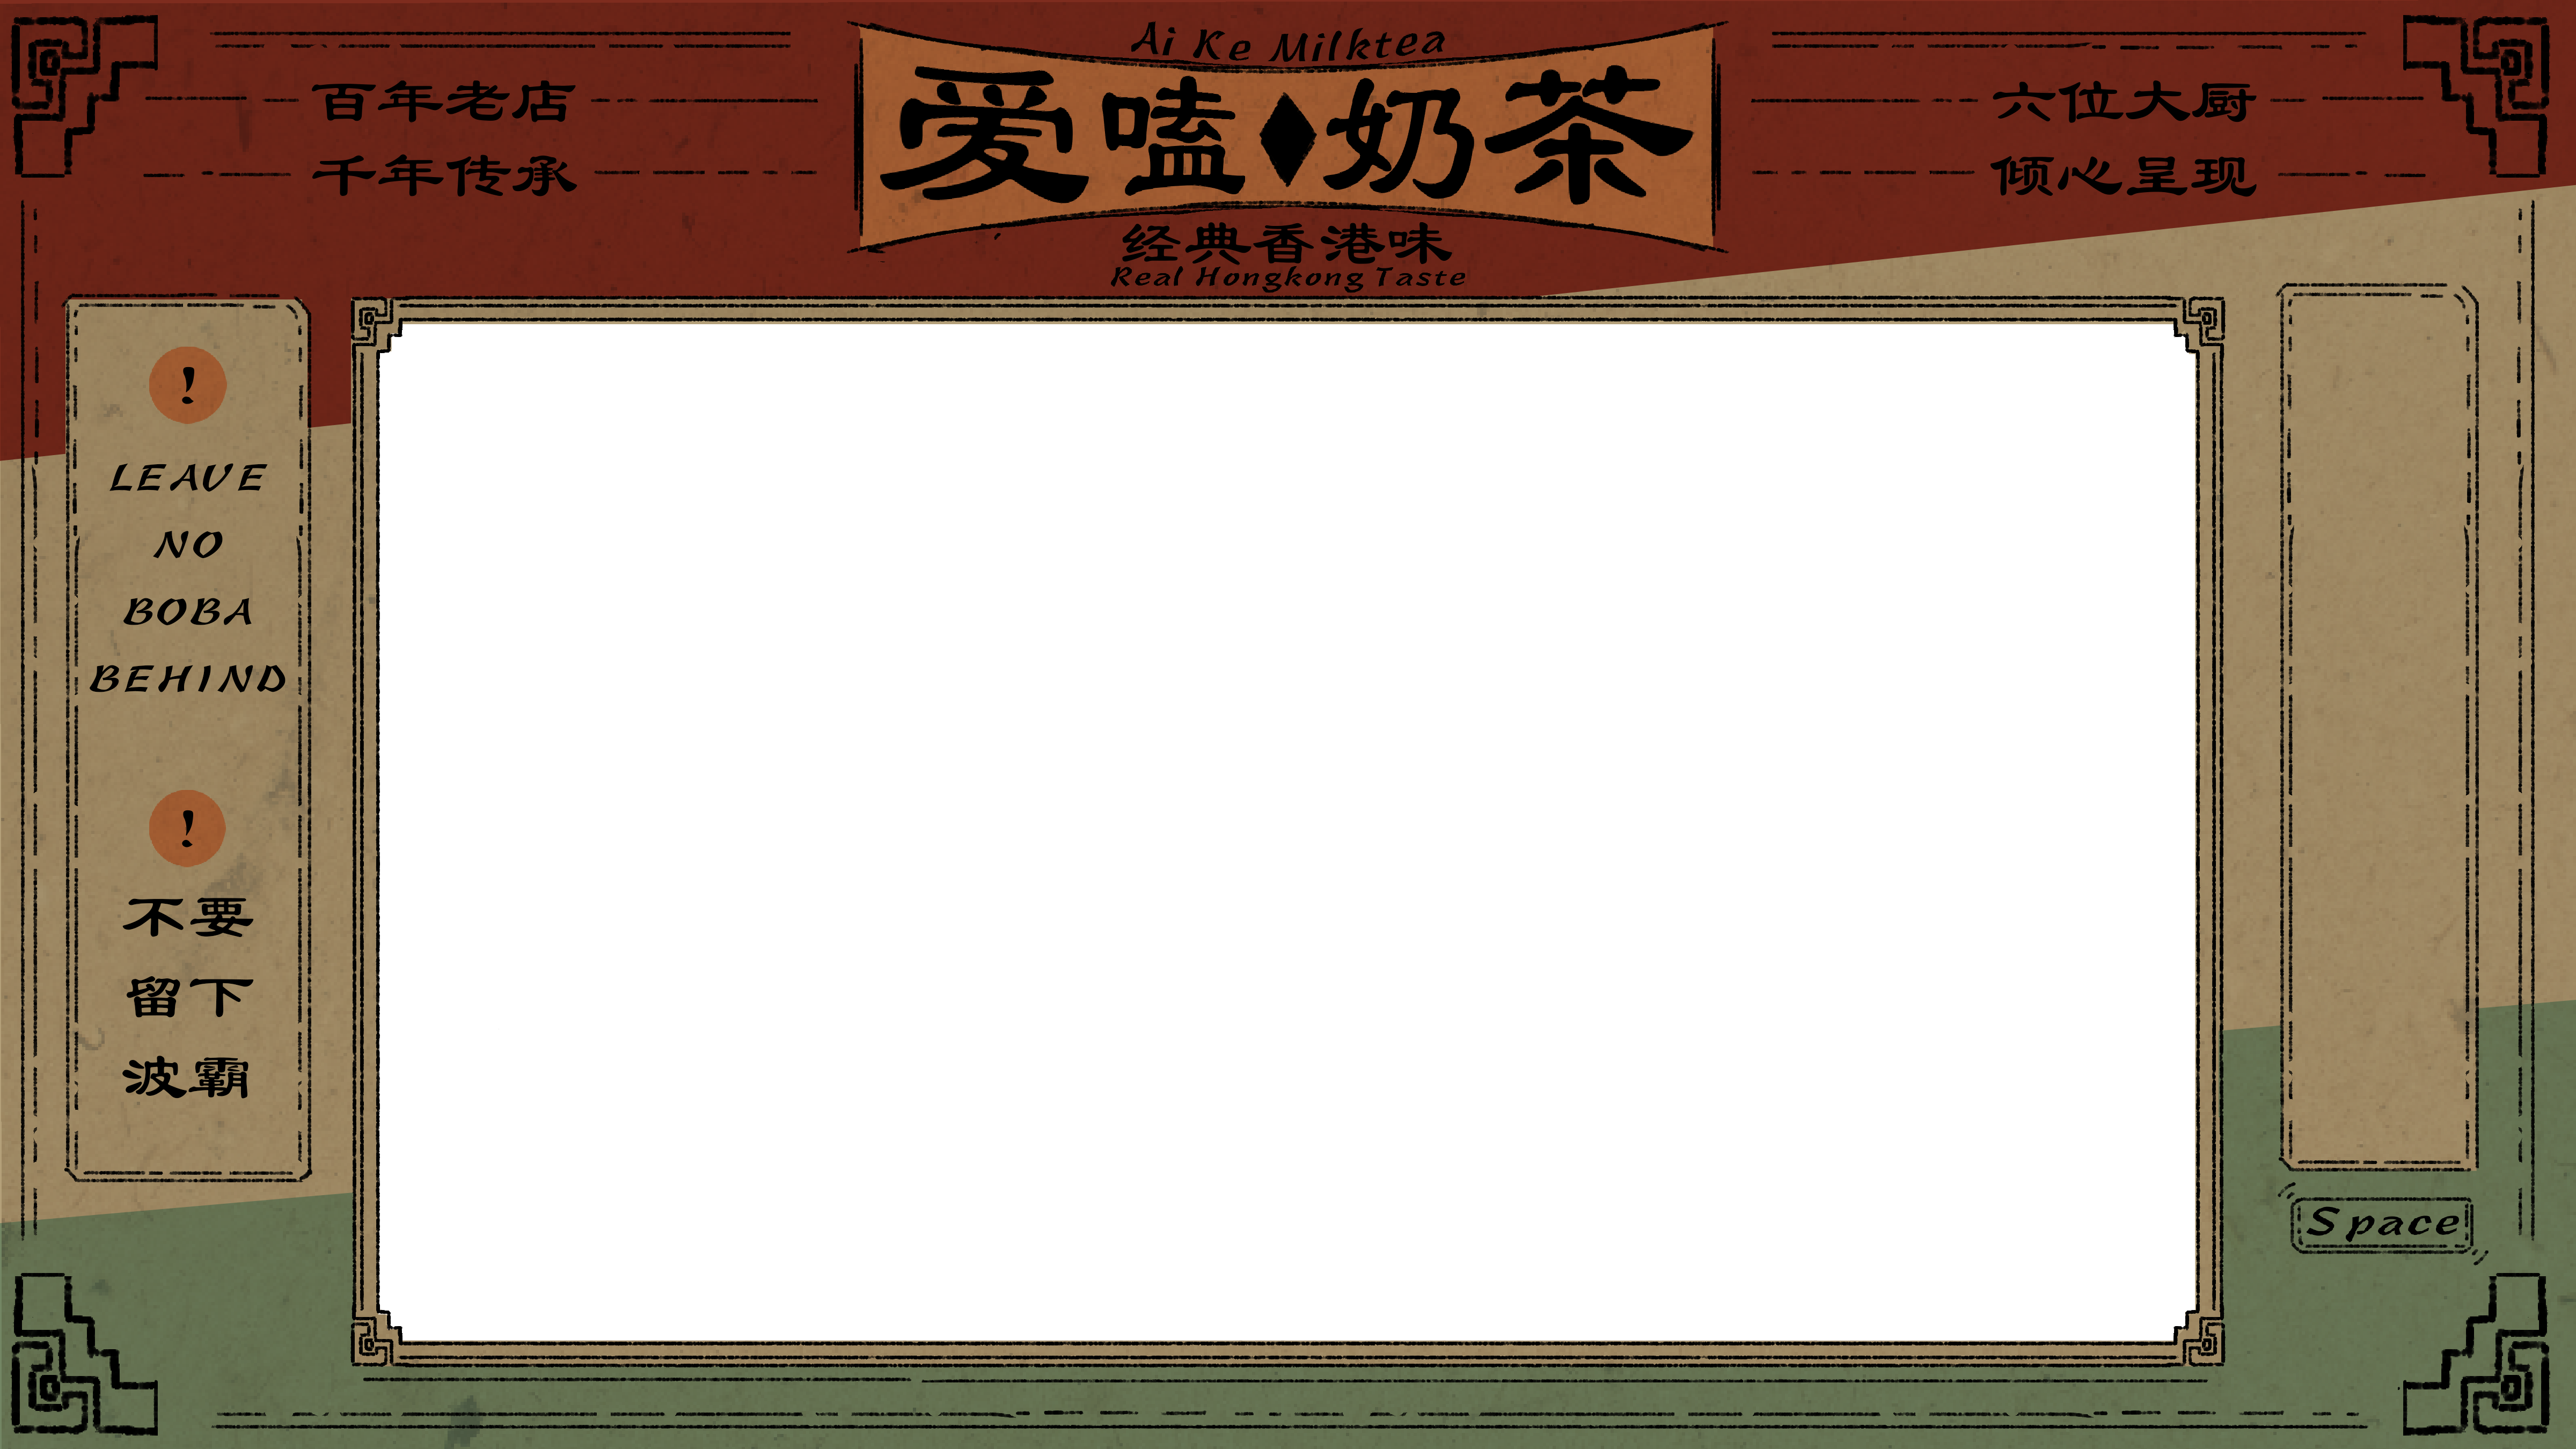 Ai Ke Milktea
爱嗑♦奶茶
经典香港味
Real Hongkong Taste
百年老店
千年传承
六位大厨
倾心呈现
!
LEAVE
NO
BOBA
BEHIND
!
不要
留下
波霸
Space